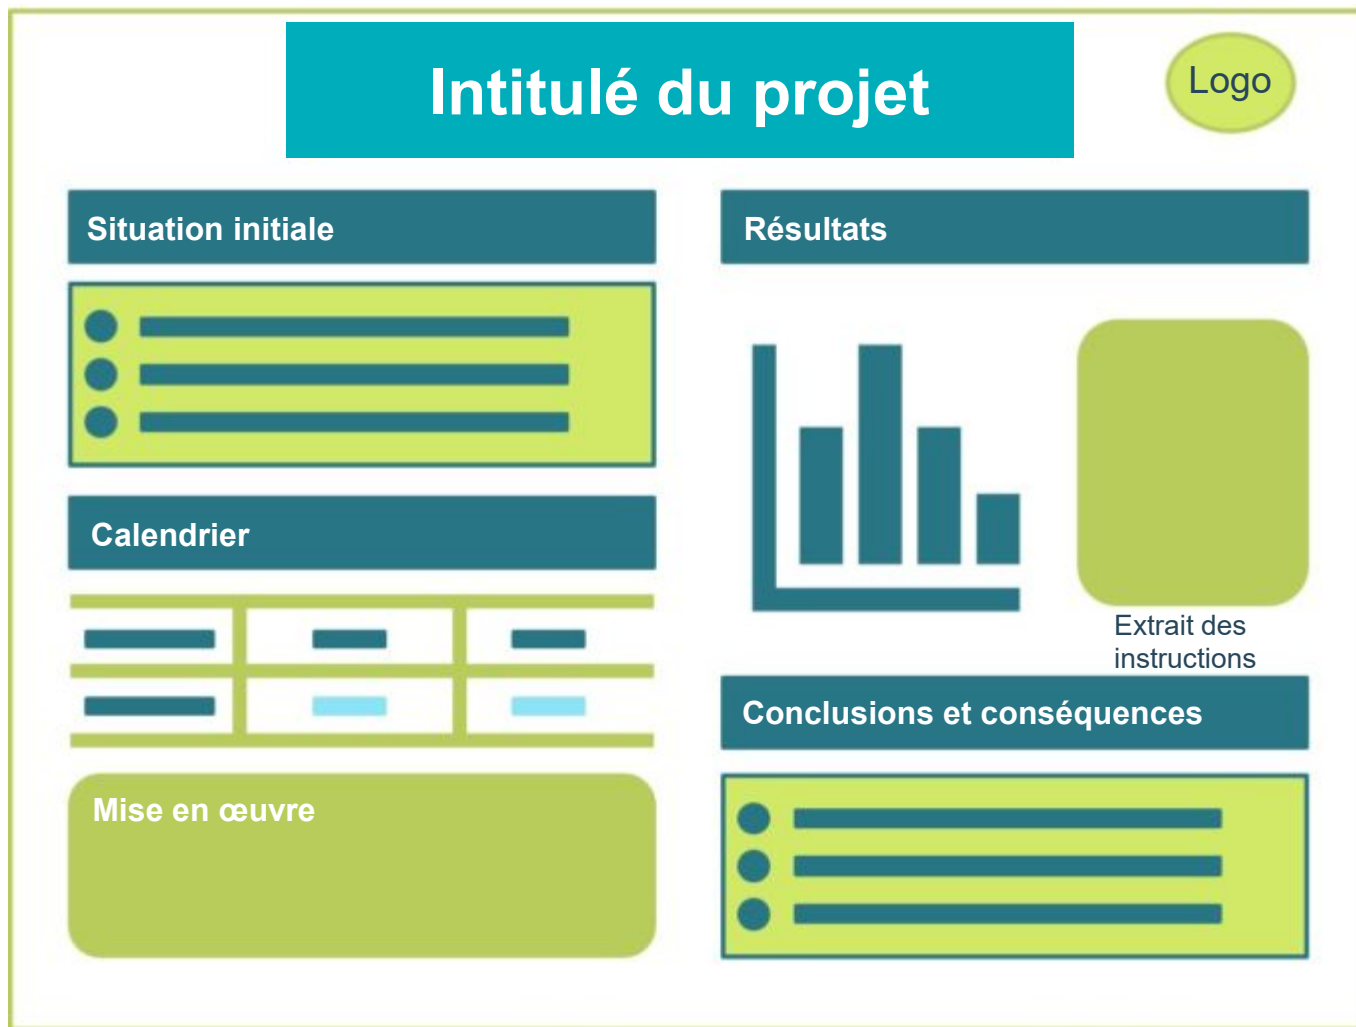 Intitulé du projet
Logo
Situation initiale
Calendrier
Mise en œuvre
Résultats
Extrait des
instructions
Conclusions et conséquences